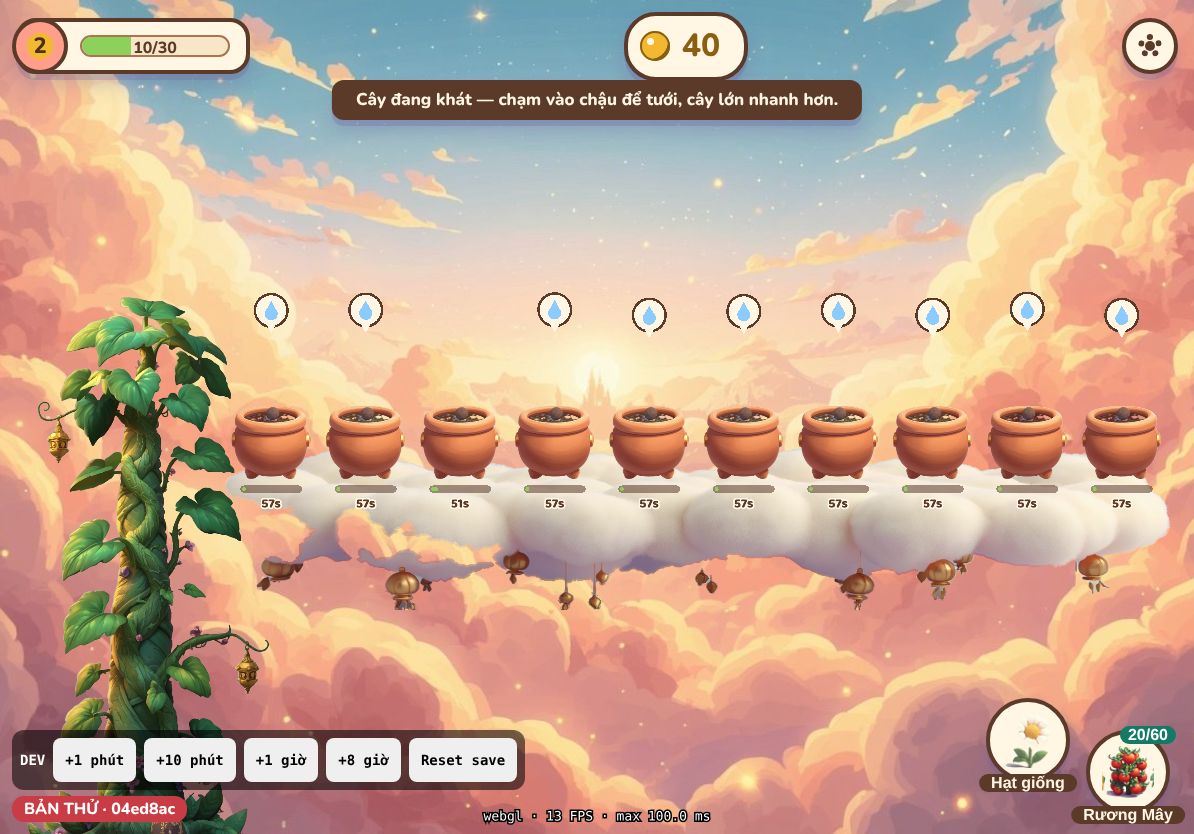 2
10/30
40
Cây đang khát — chạm vào chậu để tưới, cây lớn nhanh hơn.
57s 57s 51s 57s 57s 57s 57s 57s 57s 57s
DEV +1 phút +10 phút +1 giờ +8 giờ Reset save
20/60
Hạt giống
BẢN THỬ · 04ed8ac
webgl · 13 FPS · max 100.0 ms
Rương Mây